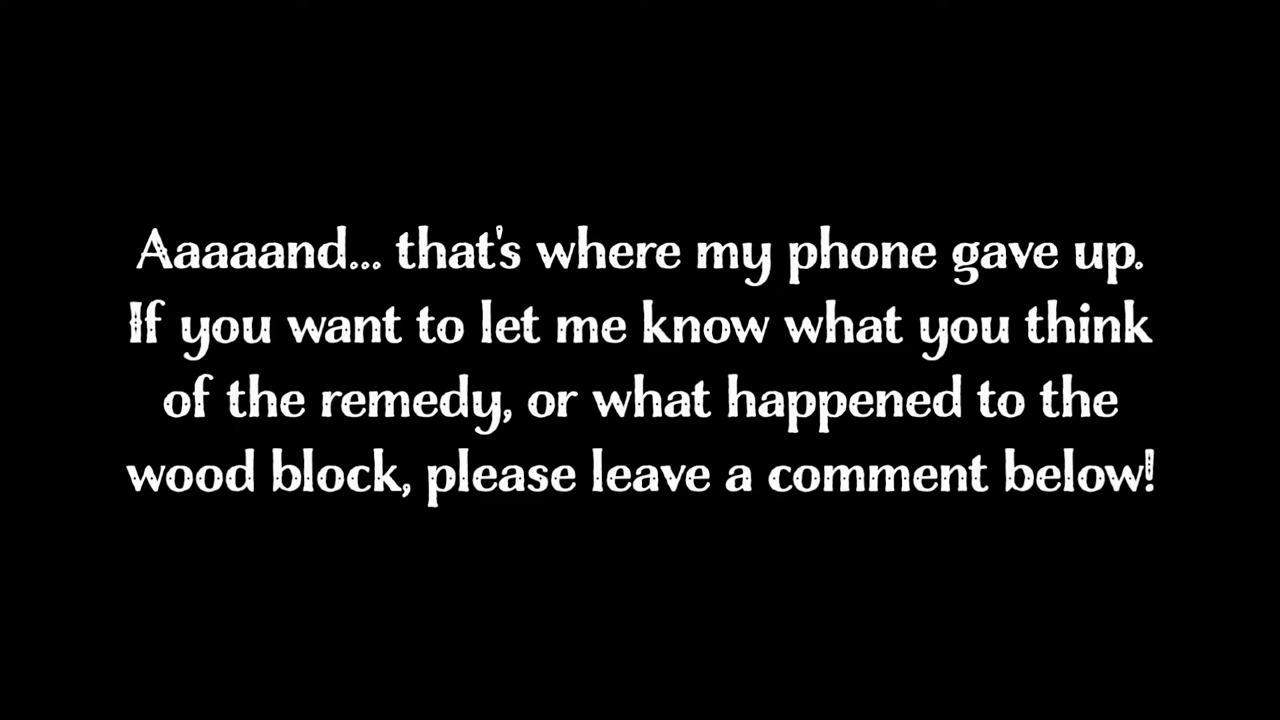 Aaaaand... that's where my phone gave up.
If you want to let me know what you think
of the remedy, or what happened to the
wood block, please leave a comment below!